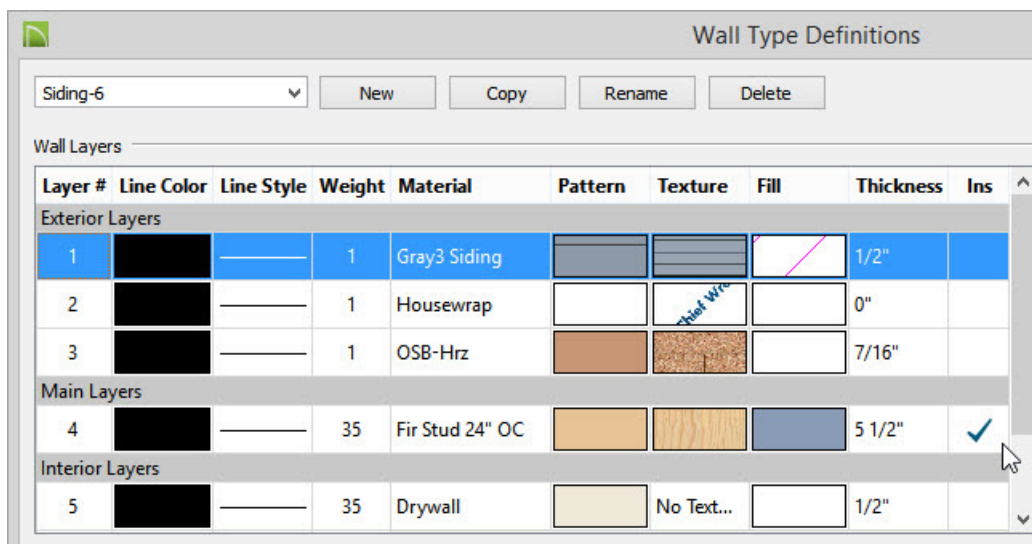 Wall Type Definitions
Siding-6 New Copy Rename Delete
Wall Layers
Layer # Line Color Line Style Weight Material Pattern Texture Fill Thickness Ins
Exterior Layers
1 1 Gray3 Siding 1/2"
2 1 Housewrap 0"
3 1 OSB-Hrz 7/16"
Main Layers
4 35 Fir Stud 24" OC 5 1/2"
Interior Layers
5 35 Drywall No Text... 1/2"